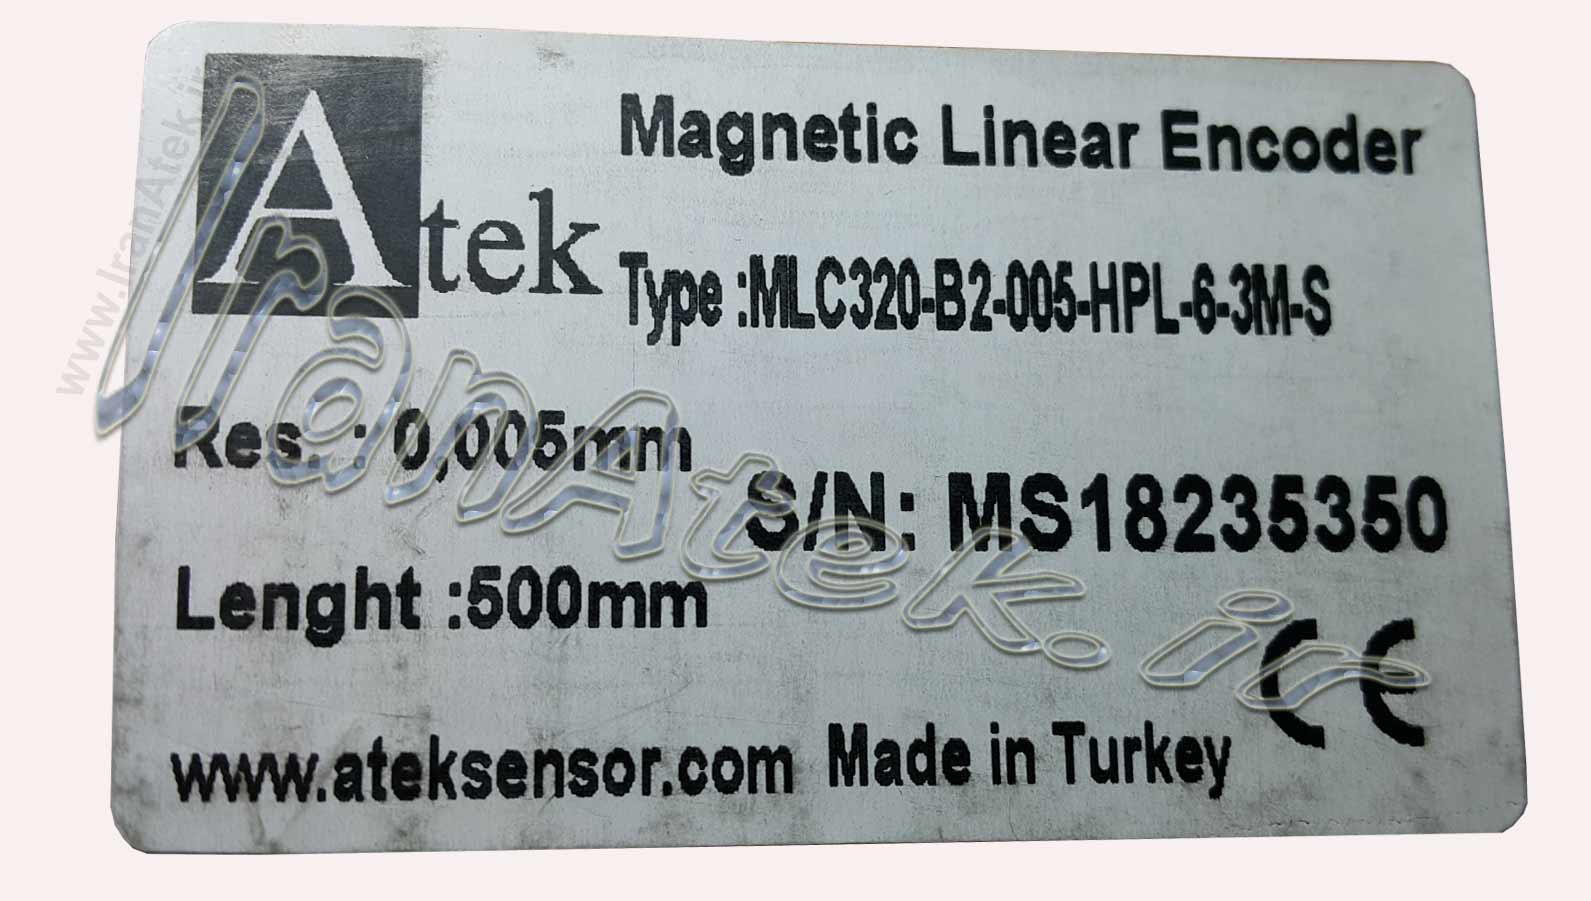 Atek
Magnetic Linear Encoder
Type :MLC320-B2-005-HPL-6-3M-S
Res. : 0,005mm
S/N: MS18235350
Lenght :500mm
CE
www.ateksensor.com Made in Turkey
www.IranAtek.ir
IranAtek.ir